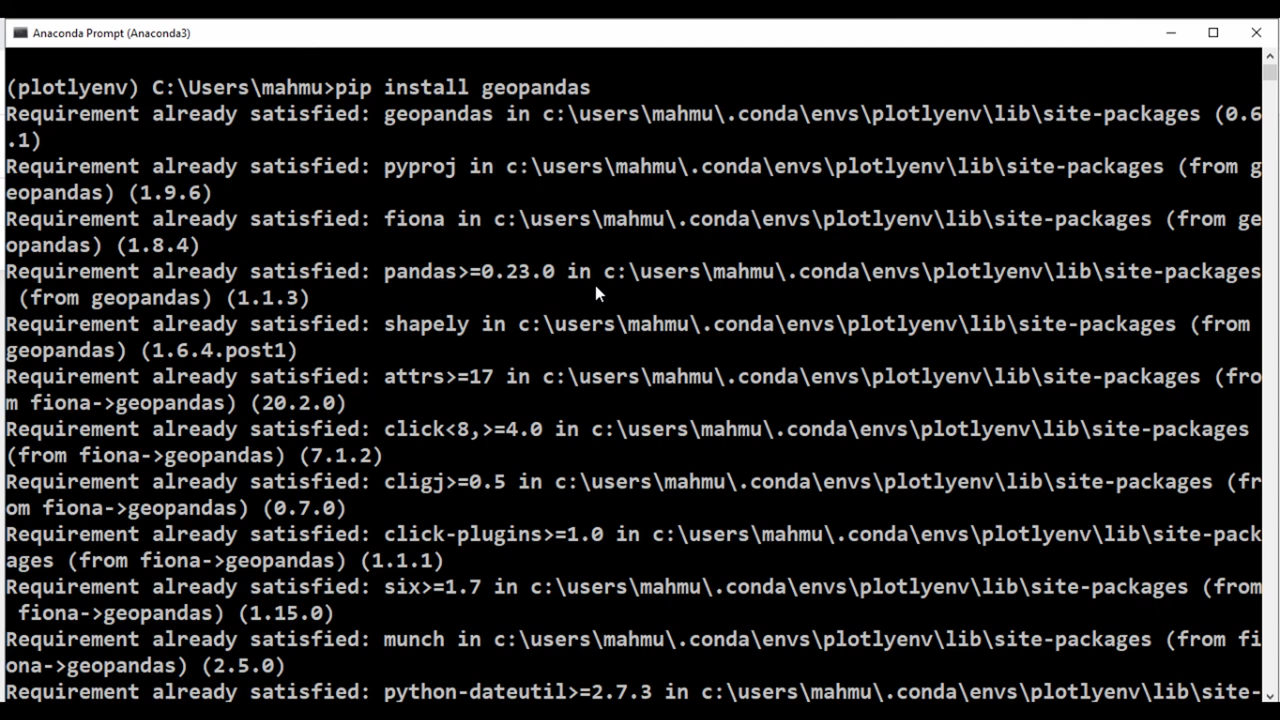 Anaconda Prompt (Anaconda3)
(plotlyenv) C:\Users\mahmu>pip install geopandas
Requirement already satisfied: geopandas in c:\users\mahmu\.conda\envs\plotlyenv\lib\site-packages (0.6
.1)
Requirement already satisfied: pyproj in c:\users\mahmu\.conda\envs\plotlyenv\lib\site-packages (from g
eopandas) (1.9.6)
Requirement already satisfied: fiona in c:\users\mahmu\.conda\envs\plotlyenv\lib\site-packages (from ge
opandas) (1.8.4)
Requirement already satisfied: pandas>=0.23.0 in c:\users\mahmu\.conda\envs\plotlyenv\lib\site-packages
 (from geopandas) (1.1.3)
Requirement already satisfied: shapely in c:\users\mahmu\.conda\envs\plotlyenv\lib\site-packages (from
geopandas) (1.6.4.post1)
Requirement already satisfied: attrs>=17 in c:\users\mahmu\.conda\envs\plotlyenv\lib\site-packages (fro
m fiona->geopandas) (20.2.0)
Requirement already satisfied: click<8,>=4.0 in c:\users\mahmu\.conda\envs\plotlyenv\lib\site-packages
(from fiona->geopandas) (7.1.2)
Requirement already satisfied: cligj>=0.5 in c:\users\mahmu\.conda\envs\plotlyenv\lib\site-packages (fr
om fiona->geopandas) (0.7.0)
Requirement already satisfied: click-plugins>=1.0 in c:\users\mahmu\.conda\envs\plotlyenv\lib\site-pack
ages (from fiona->geopandas) (1.1.1)
Requirement already satisfied: six>=1.7 in c:\users\mahmu\.conda\envs\plotlyenv\lib\site-packages (from
 fiona->geopandas) (1.15.0)
Requirement already satisfied: munch in c:\users\mahmu\.conda\envs\plotlyenv\lib\site-packages (from fi
ona->geopandas) (2.5.0)
Requirement already satisfied: python-dateutil>=2.7.3 in c:\users\mahmu\.conda\envs\plotlyenv\lib\site-